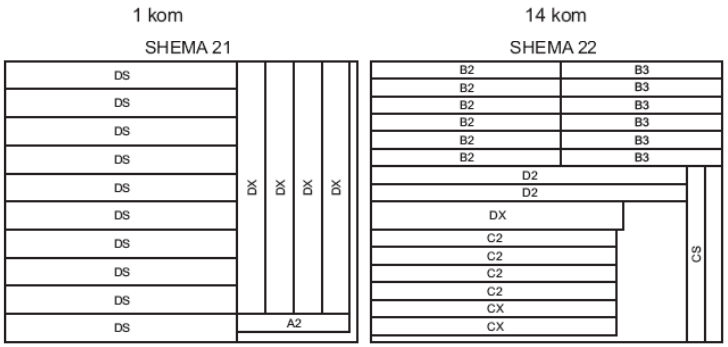 1 kom
SHEMA 21
DS
DS
DS
DS
DS
DS
DS
DS
DS
DS
DX
DX
DX
DX
A2
14 kom
SHEMA 22
B2 B3
B2 B3
B2 B3
B2 B3
B2 B3
B2 B3
D2
D2
DX
C2
C2
C2
C2
CX
CX
CS